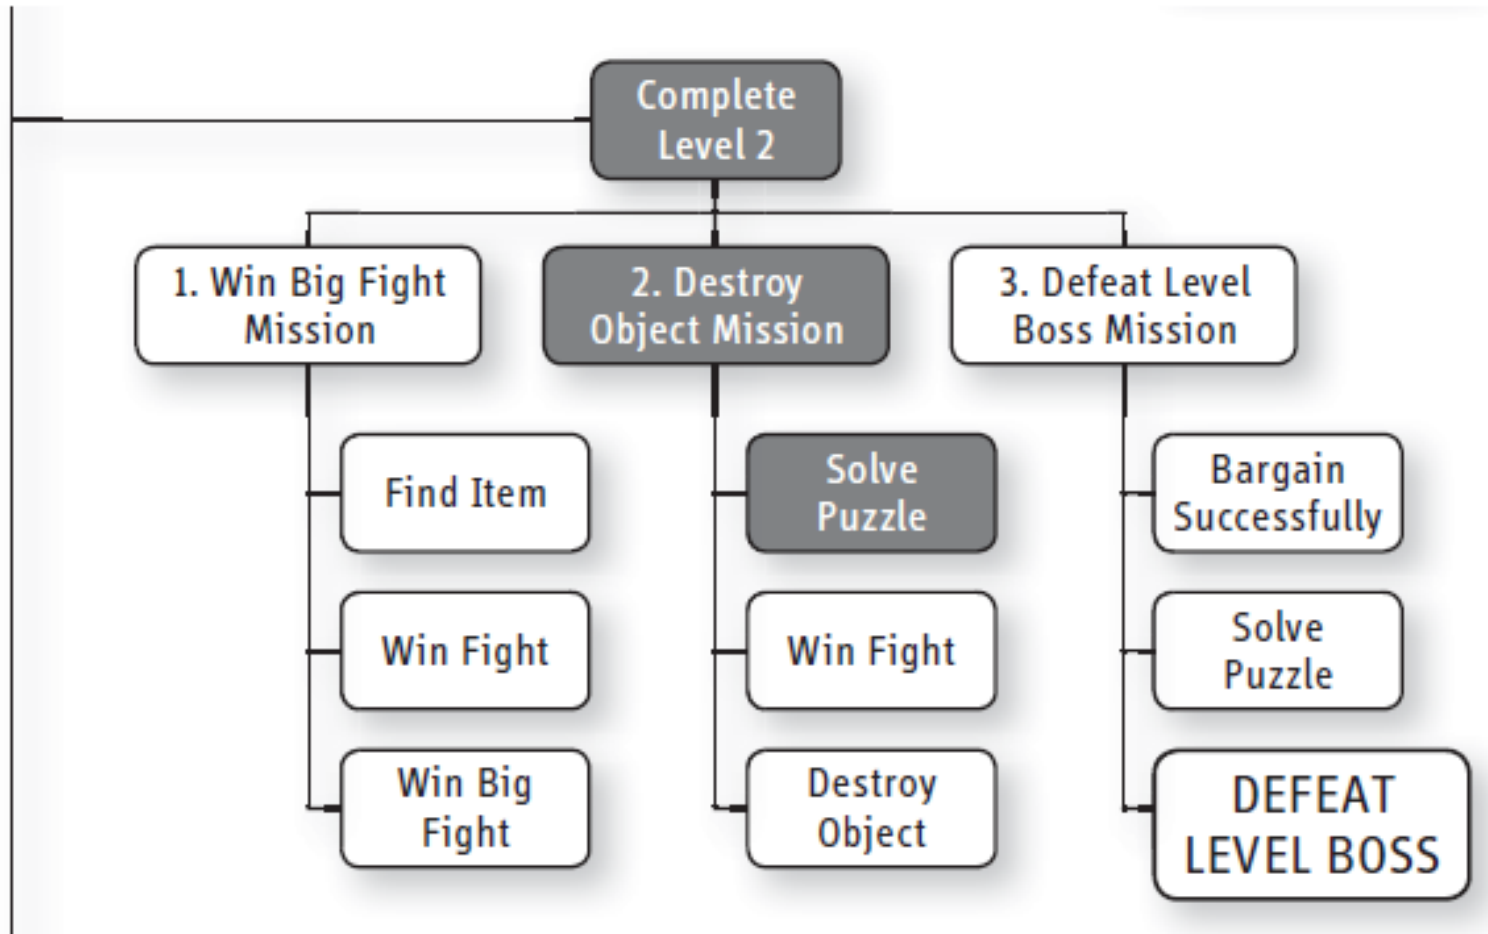 Complete
Level 2
1. Win Big Fight
Mission
2. Destroy
Object Mission
3. Defeat Level
Boss Mission
Find Item
Win Fight
Win Big
Fight
Solve
Puzzle
Win Fight
Destroy
Object
Bargain
Successfully
Solve
Puzzle
DEFEAT
LEVEL BOSS